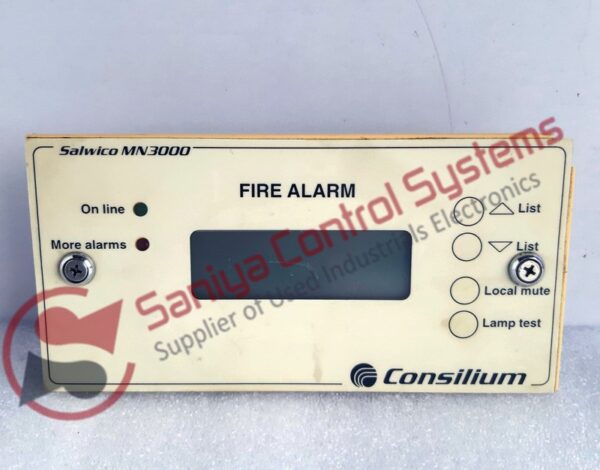 Salwico MN3000
FIRE ALARM
On line
More alarms
List
List
Local mute
Lamp test
Consilium
Saniya Control Systems
Supplier of Used Industrials Electronics